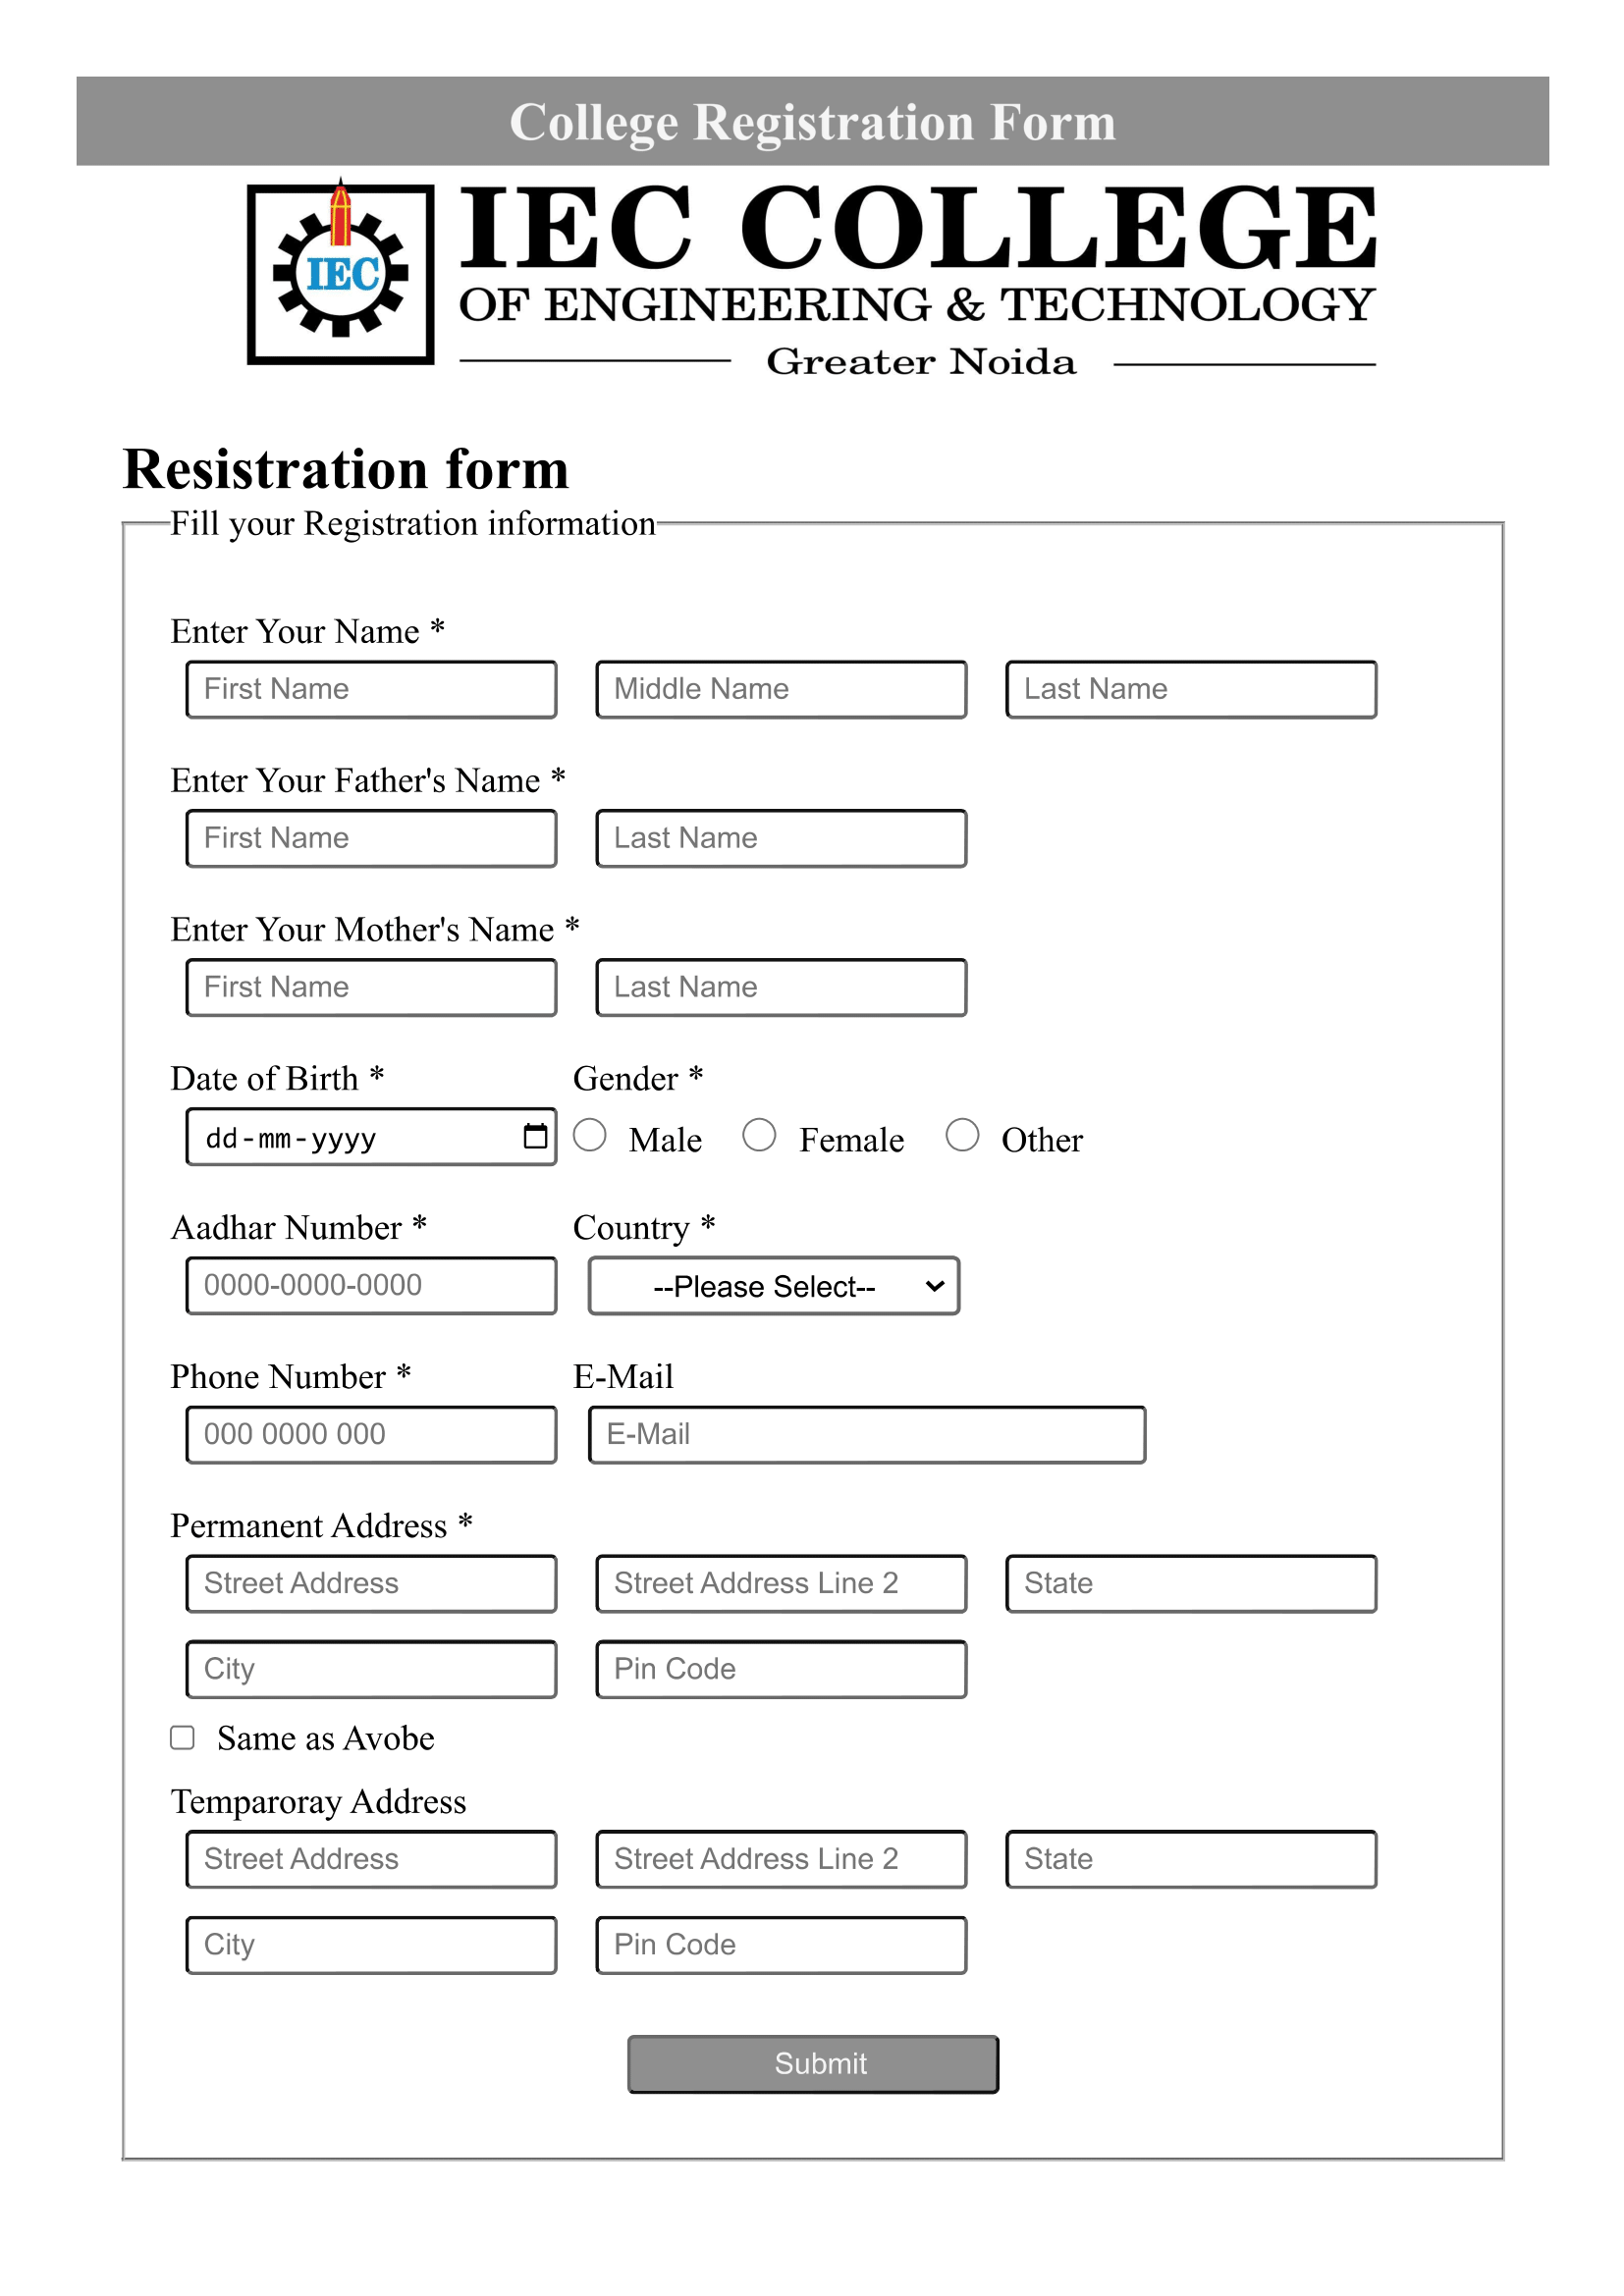 College Registration Form
IEC
IEC COLLEGE
OF ENGINEERING & TECHNOLOGY
Greater Noida
Resistration form
Fill your Registration information
Enter Your Name *
First Name Middle Name Last Name
Enter Your Father's Name *
First Name Last Name
Enter Your Mother's Name *
First Name Last Name
Date of Birth * Gender *
dd-mm-yyyy Male Female Other
Aadhar Number * Country *
0000-0000-0000 --Please Select--
Phone Number * E-Mail
000 0000 000 E-Mail
Permanent Address *
Street Address Street Address Line 2 State
City Pin Code
Same as Avobe
Temparoray Address
Street Address Street Address Line 2 State
City Pin Code
Submit